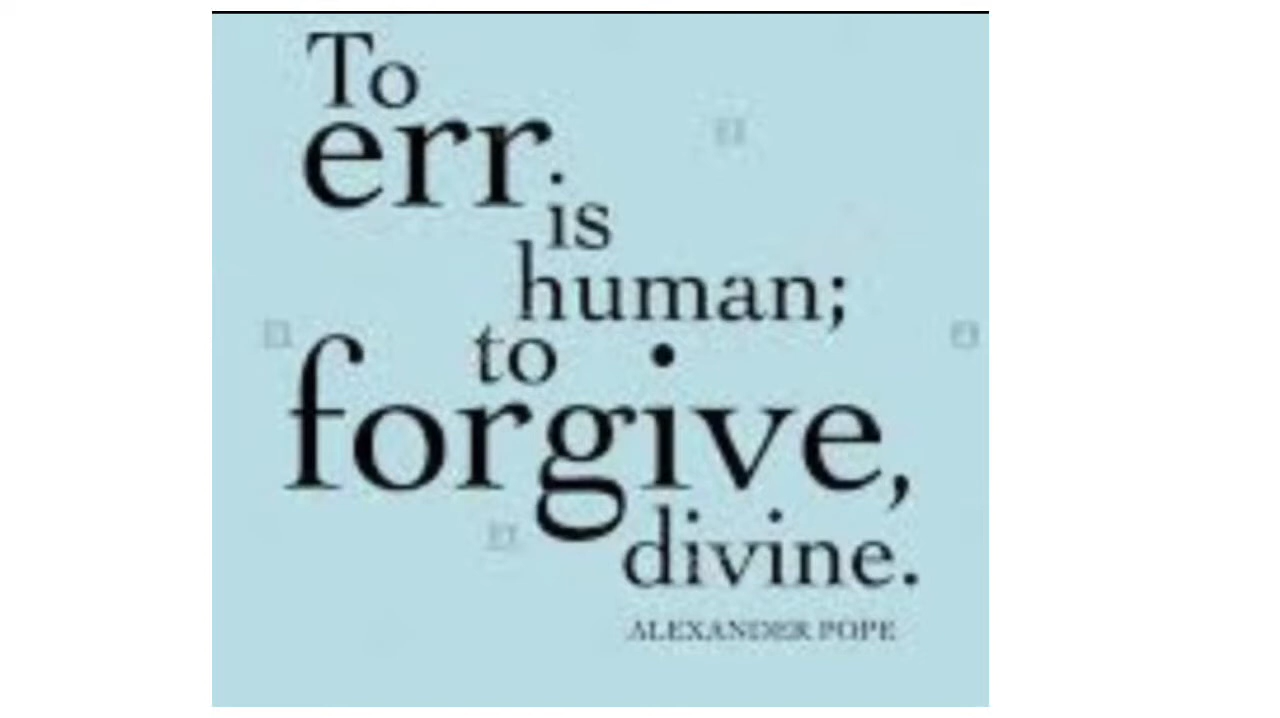 To
err
is
human;
to
forgive,
divine.
ALEXANDER POPE